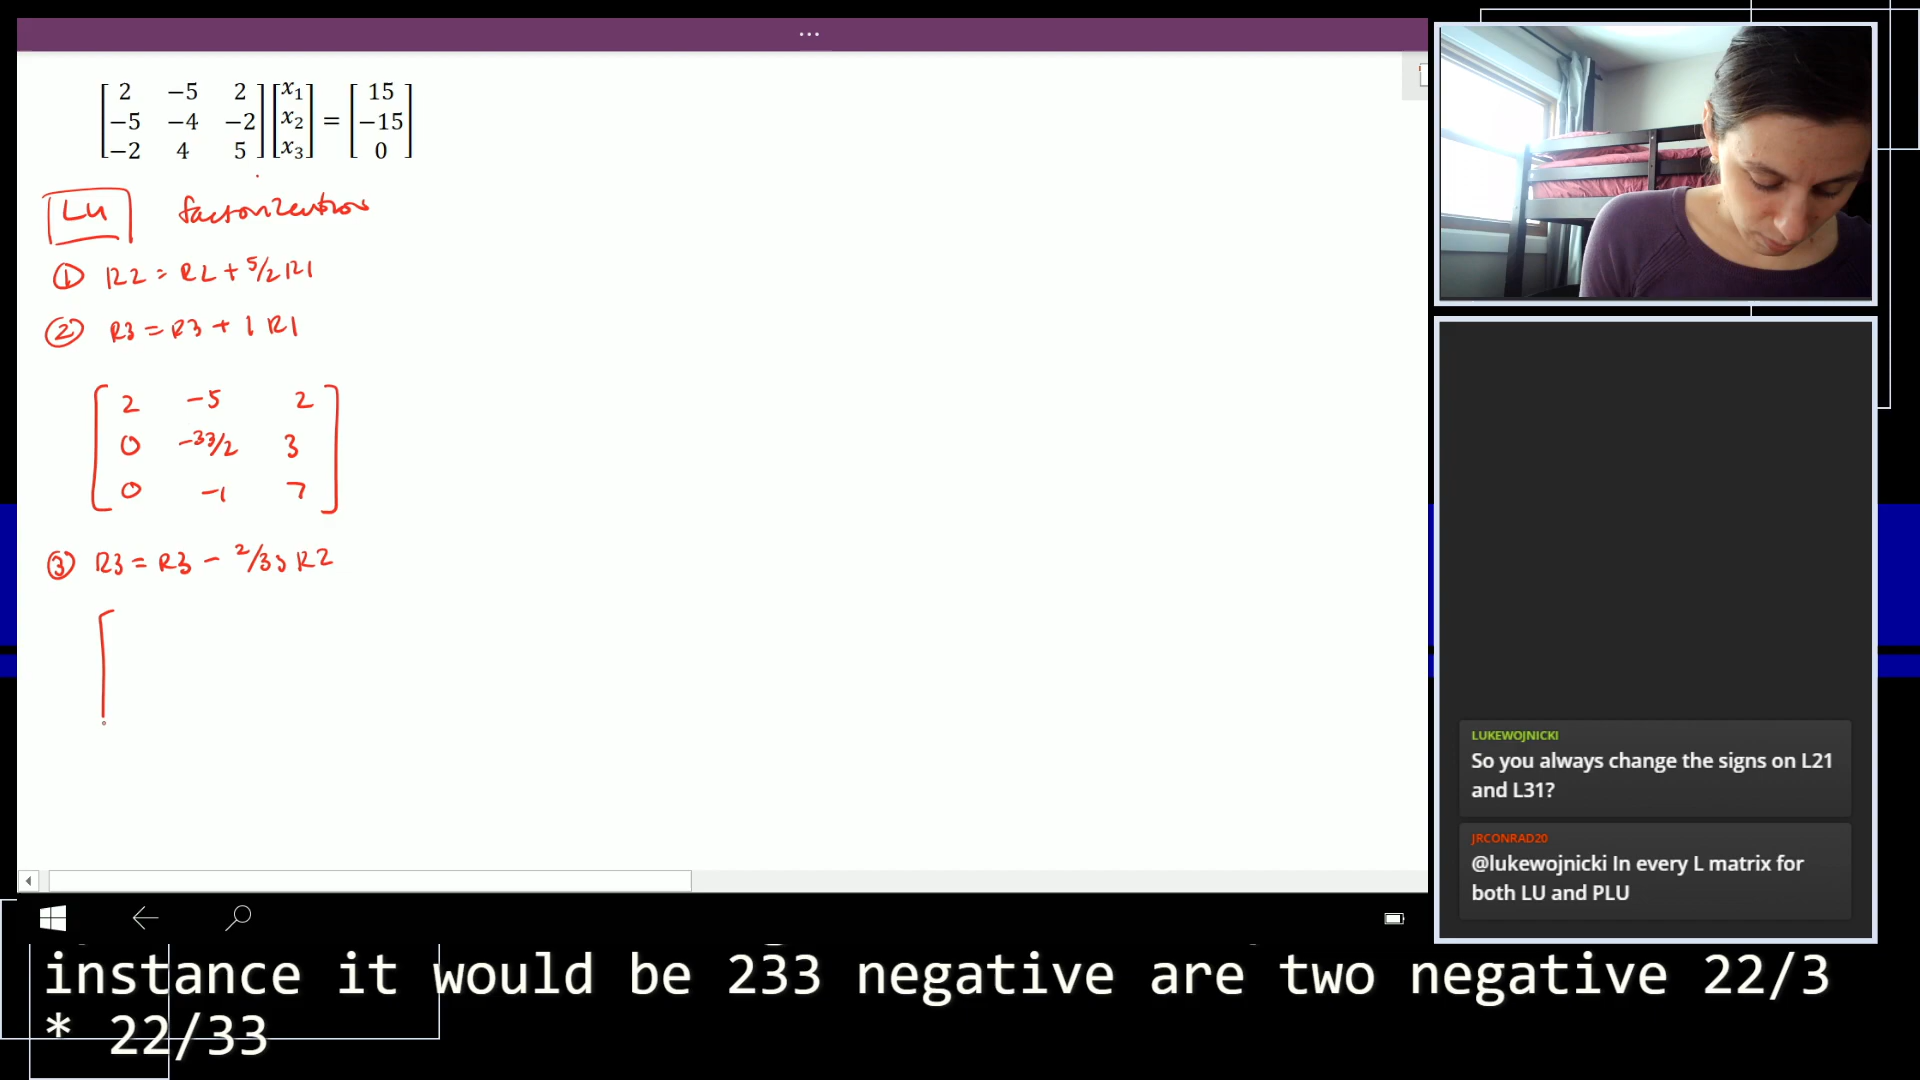 ...
[ 2 −5 2 ] [x₁] [ 15 ]
[ −5 −4 −2 ] [x₂] = [ −15 ]
[ −2 4 5 ] [x₃] [ 0 ]
LU factorization
① R2 = R2 + 5/2 R1
② R3 = R3 + 1 R1
[ 2 −5 2 ]
[ 0 −33/2 3 ]
[ 0 −1 7 ]
③ R3 = R3 − 2/33 R2
[
LUKEWOJNICKI
So you always change the signs on L21
and L31?
JRCONRAD20
@lukewojnicki In every L matrix for
both LU and PLU
instance it would be 233 negative are two negative 22/3
* 22/33